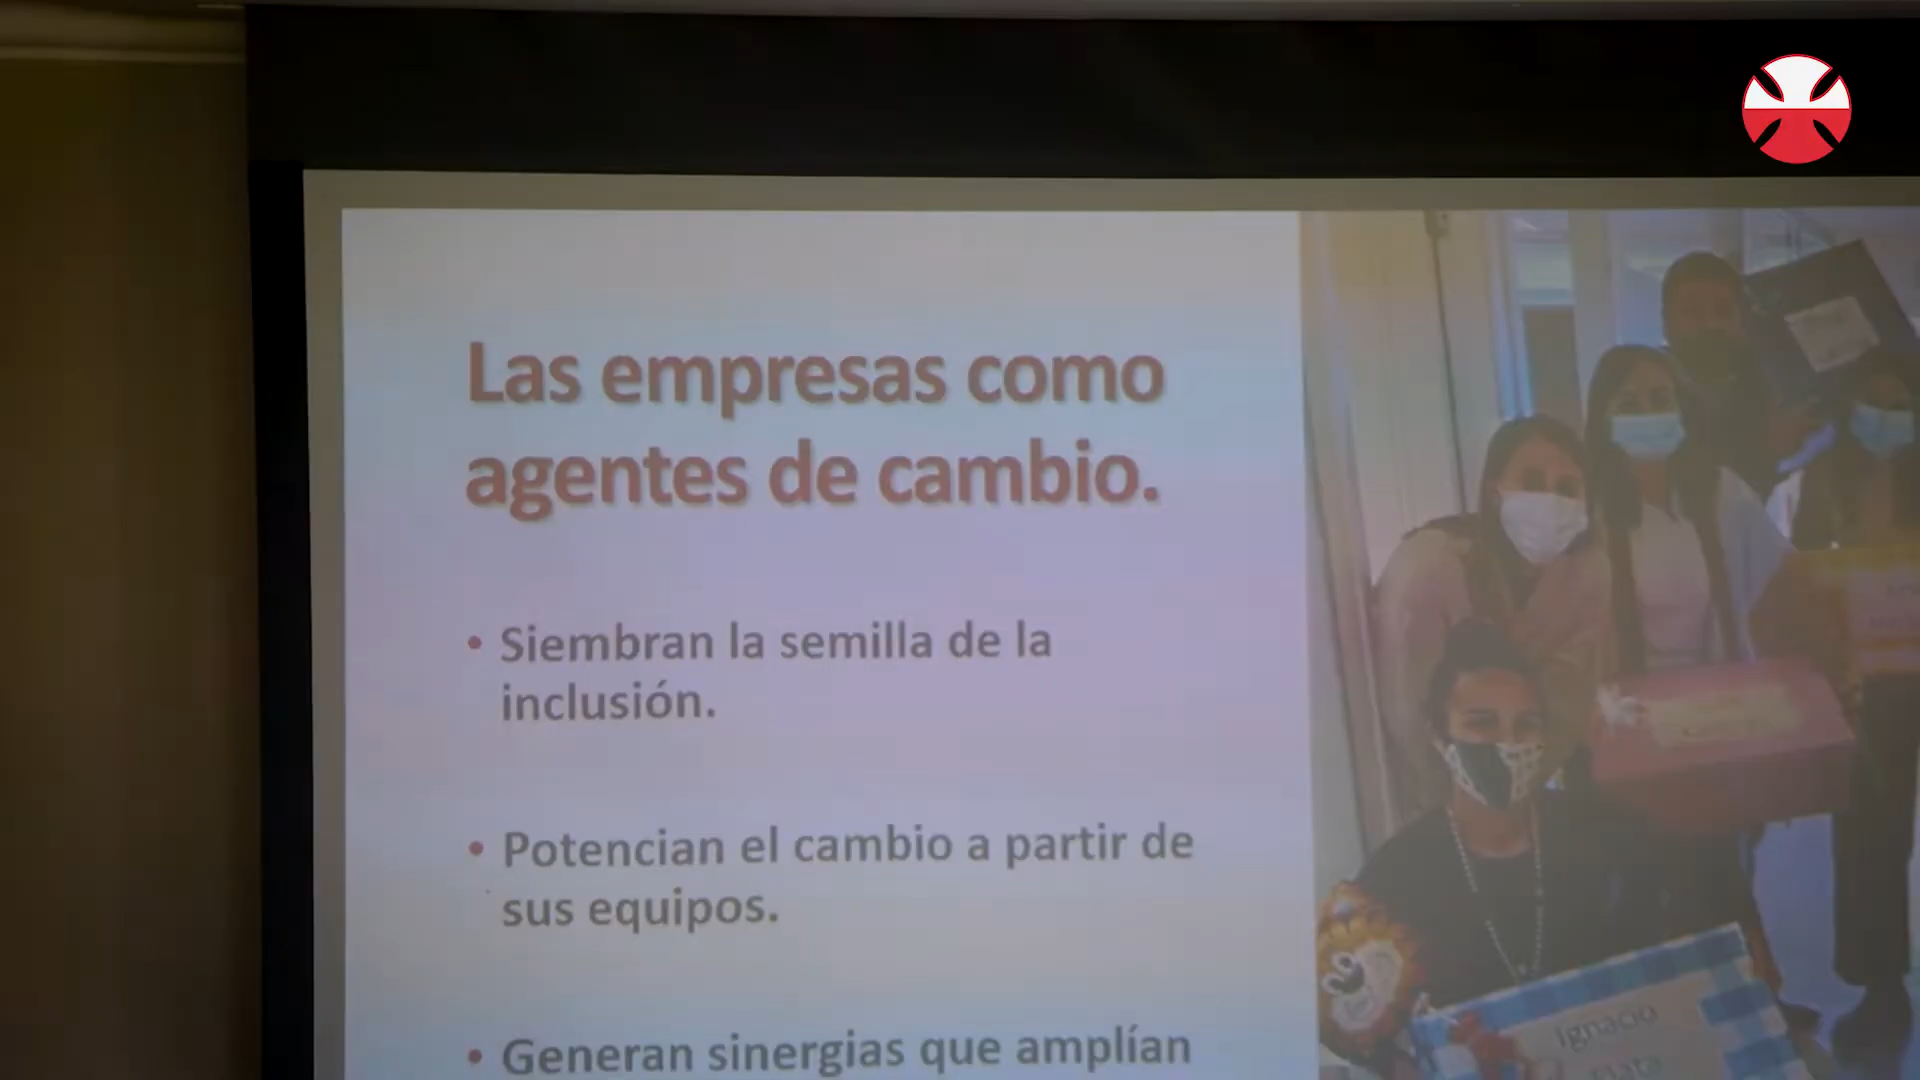 Las empresas como
agentes de cambio.
• Siembran la semilla de la
inclusión.
• Potencian el cambio a partir de
sus equipos.
• Generan sinergias que amplían
Ignacio